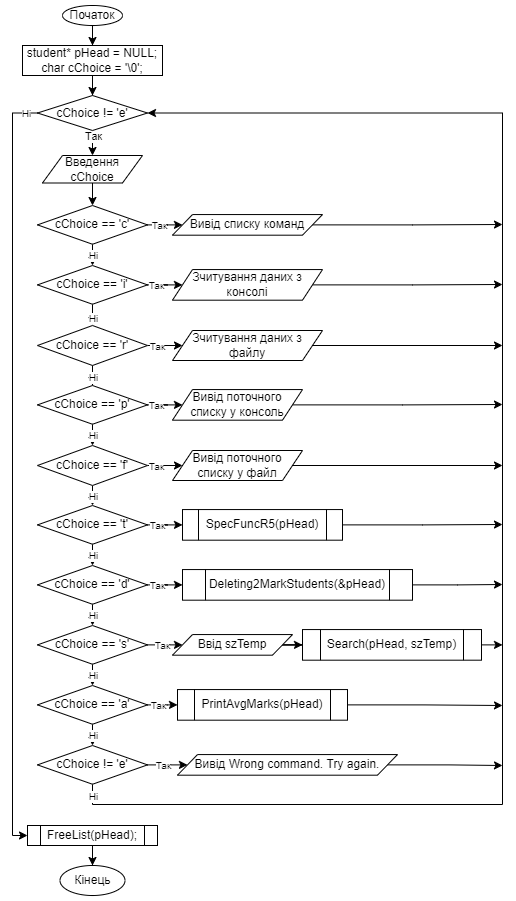 Початок
student* pHead = NULL;
char cChoice = '\0';
cChoice != 'e'
Ні
Так
Введення
cChoice
cChoice == 'c'
Так
Вивід списку команд
Ні
cChoice == 'i'
Так
Зчитування даних з
консолі
Ні
cChoice == 'r'
Так
Зчитування даних з
файлу
Ні
cChoice == 'p'
Так
Вивід поточного
списку у консоль
Ні
cChoice == 'f'
Так
Вивід поточного
списку у файл
Ні
cChoice == 't'
Так
SpecFuncR5(pHead)
Ні
cChoice == 'd'
Так
Deleting2MarkStudents(&pHead)
Ні
cChoice == 's'
Так
Ввід szTemp
Search(pHead, szTemp)
Ні
cChoice == 'a'
Так
PrintAvgMarks(pHead)
Ні
cChoice != 'e'
Так
Вивід Wrong command. Try again.
Ні
FreeList(pHead);
Кінець